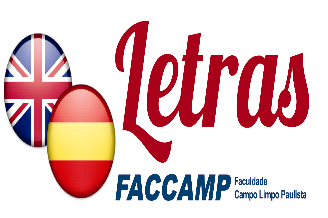 Letras
FACCAMP
Faculdade
Campo Limpo Paulista